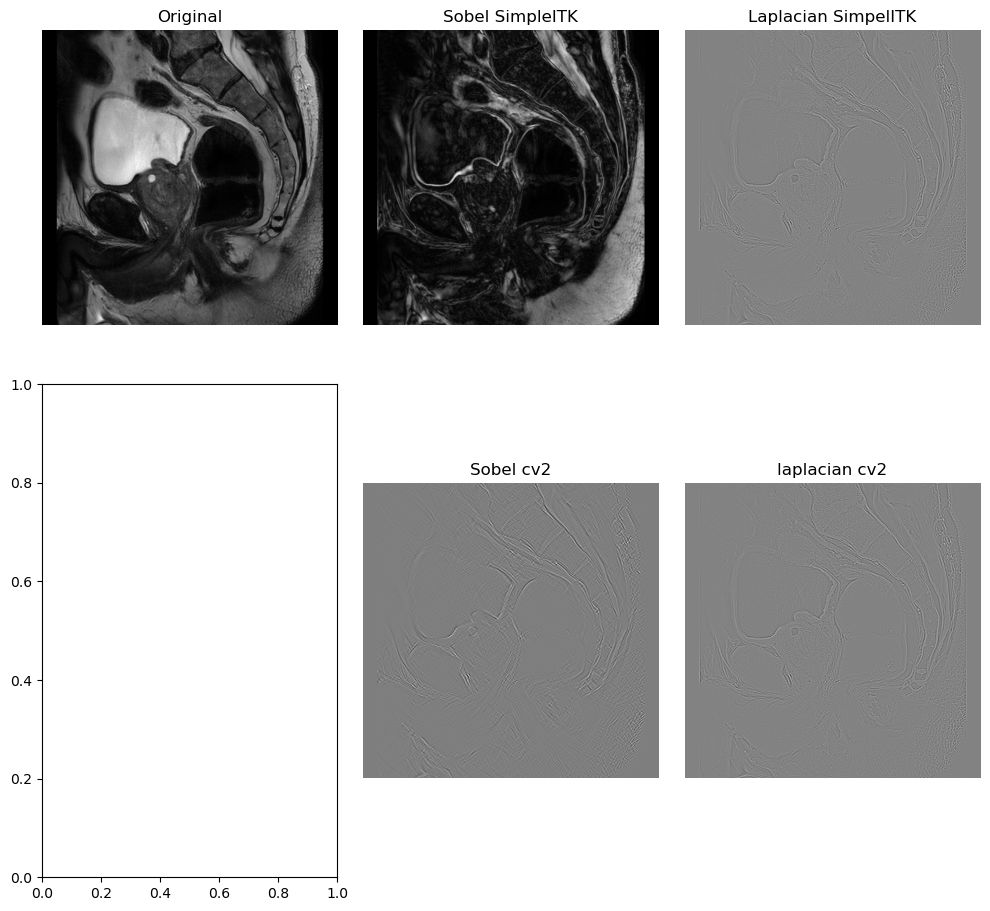 Original
Sobel SimpleITK
Laplacian SimpelITK
1.0
0.8
0.6
0.4
0.2
0.0
0.0 0.2 0.4 0.6 0.8 1.0
Sobel cv2
laplacian cv2